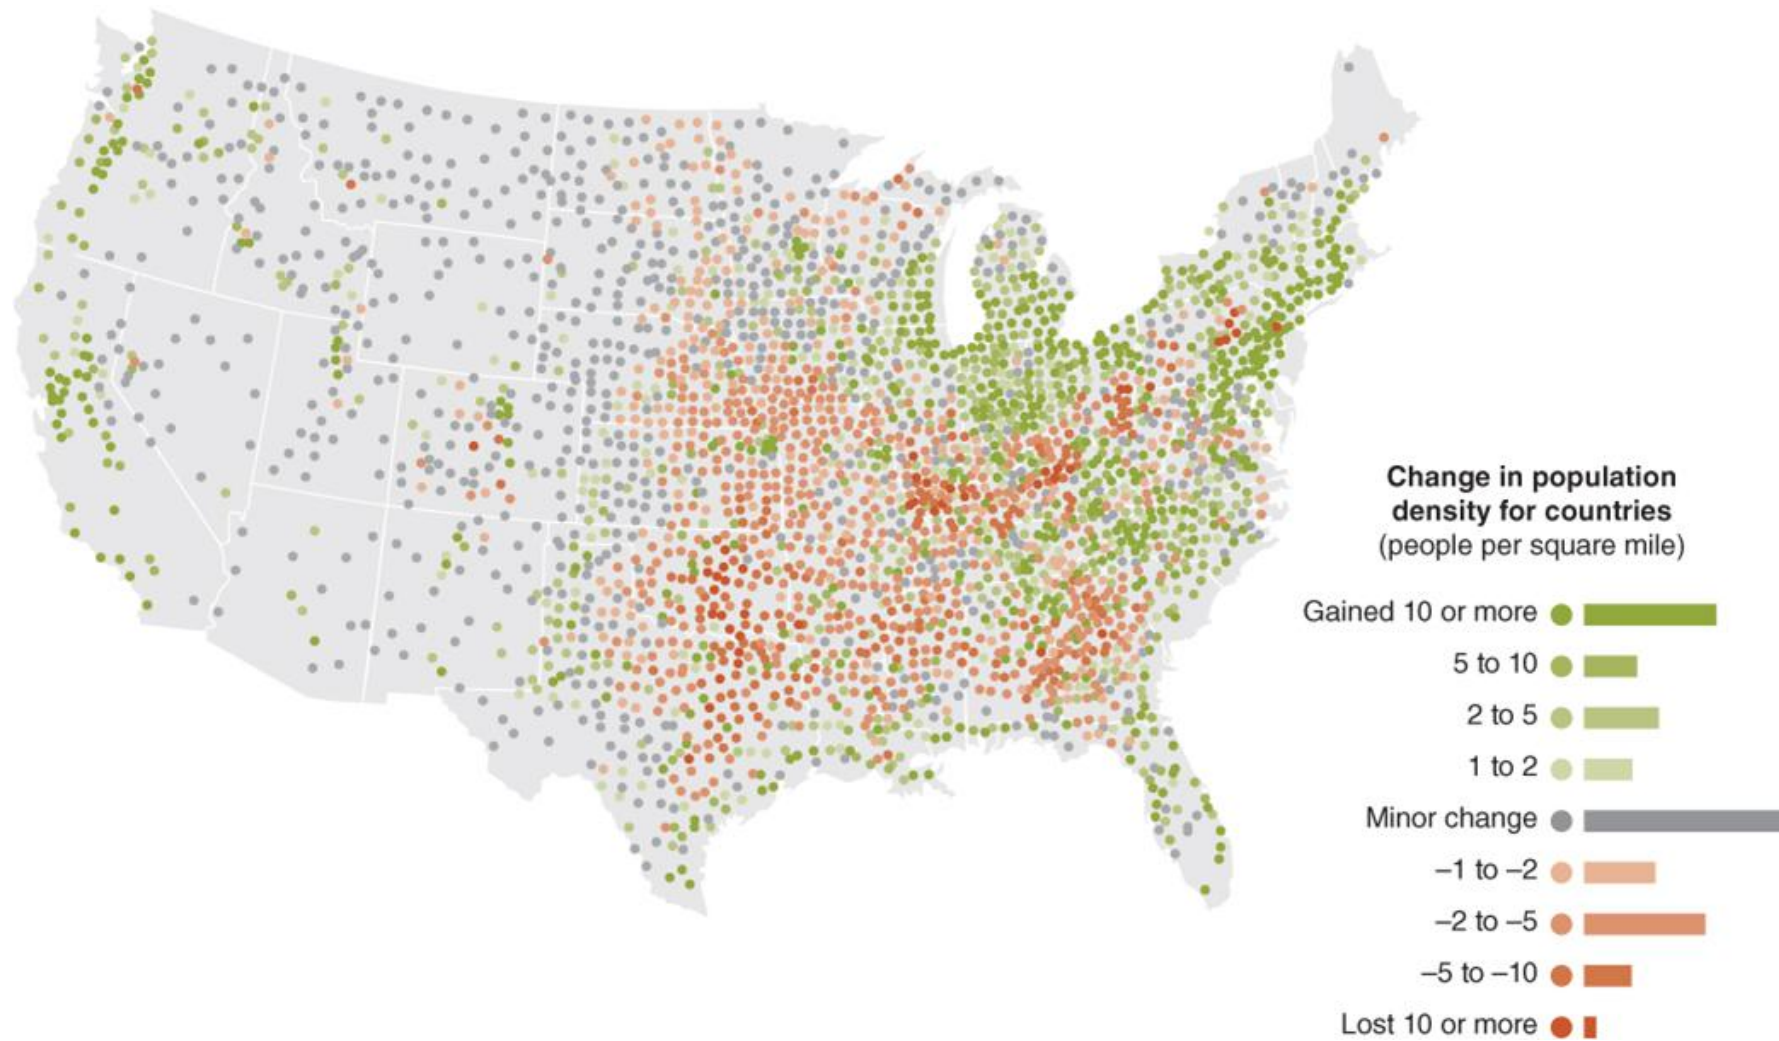 Change in population
density for countries
(people per square mile)
Gained 10 or more
5 to 10
2 to 5
1 to 2
Minor change
–1 to –2
–2 to –5
–5 to –10
Lost 10 or more